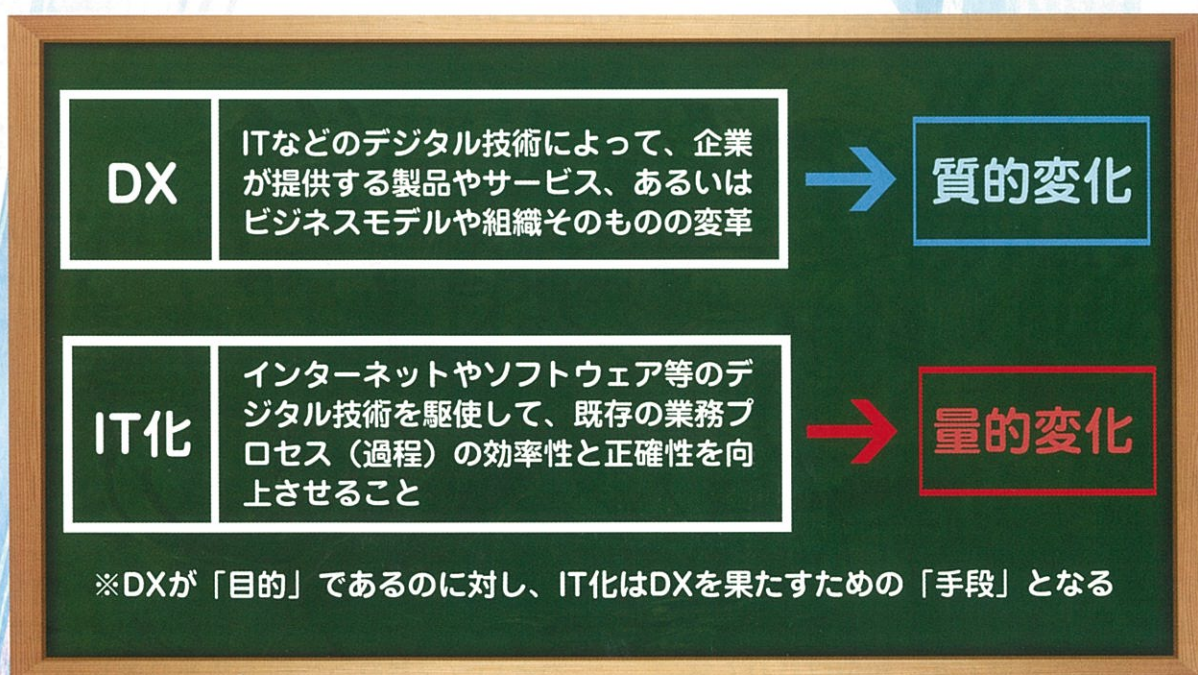 DX
ITなどのデジタル技術によって、企業
が提供する製品やサービス、あるいは
ビジネスモデルや組織そのものの変革
→
質的変化
IT化
インターネットやソフトウェア等のデ
ジタル技術を駆使して、既存の業務プ
ロセス（過程）の効率性と正確性を向
上させること
→
量的変化
※DXが「目的」であるのに対し、IT化はDXを果たすための「手段」となる